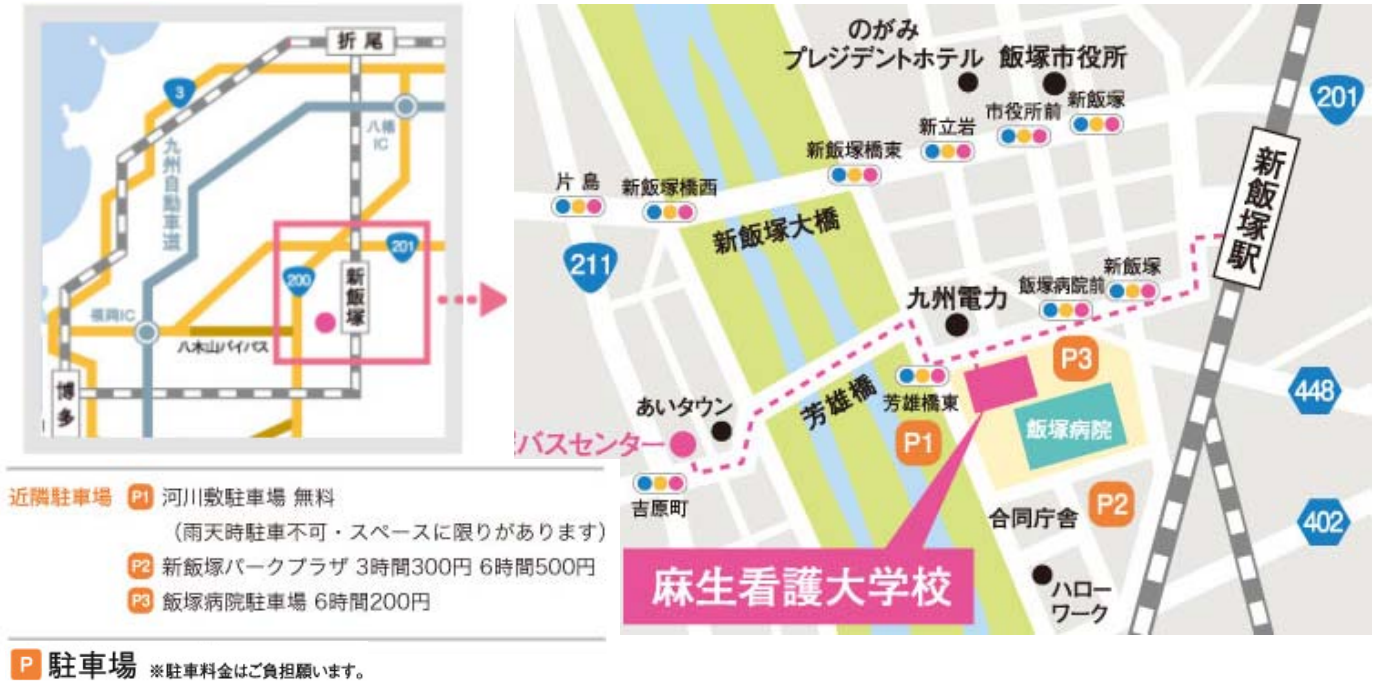 折尾
3
八幡
IC
九州自動車道
201
200
新飯塚
福岡IC
八木山バイパス
博多
のがみ
プレジデントホテル
飯塚市役所
201
新飯塚
市役所前
新立岩
新飯塚橋東
片島
新飯塚橋西
新飯塚大橋
新飯塚駅
211
新飯塚
飯塚病院前
九州電力
P3
448
芳雄橋
芳雄橋東
あいタウン
バスセンター
P1
飯塚病院
吉原町
P2
合同庁舎
402
麻生看護大学校
ハロー
ワーク
近隣駐車場 P1 河川敷駐車場 無料
(雨天時駐車不可・スペースに限りがあります)
P2 新飯塚パークプラザ 3時間300円 6時間500円
P3 飯塚病院駐車場 6時間200円
P 駐車場 ※駐車料金はご負担願います。